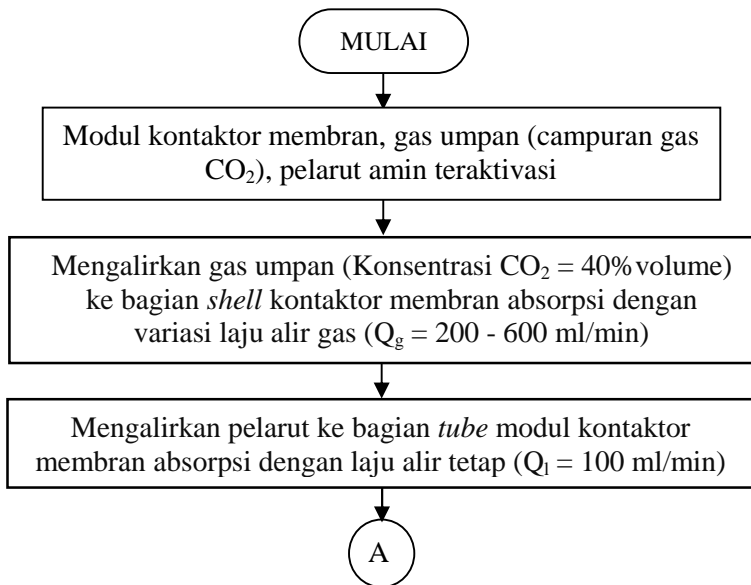 MULAI
Modul kontaktor membran, gas umpan (campuran gas
CO₂), pelarut amin teraktivasi
Mengalirkan gas umpan (Konsentrasi CO₂ = 40% volume)
ke bagian shell kontaktor membran absorpsi dengan
variasi laju alir gas (Qg = 200 - 600 ml/min)
Mengalirkan pelarut ke bagian tube modul kontaktor
membran absorpsi dengan laju alir tetap (Ql = 100 ml/min)
A